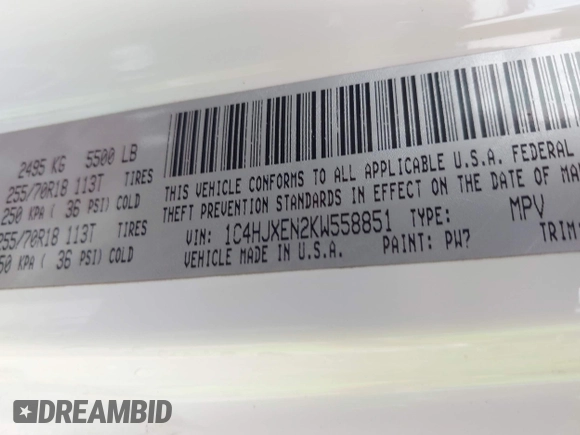 2495 KG 5500 LB
255/70R18 113T TIRES
250 KPA ( 36 PSI) COLD
255/70R18 113T TIRES
50 KPA ( 36 PSI) COLD
THIS VEHICLE CONFORMS TO ALL APPLICABLE U.S.A. FEDERAL
THEFT PREVENTION STANDARDS IN EFFECT ON THE DATE OF MA
VIN: 1C4HJXEN2KW558851 TYPE: MPV
VEHICLE MADE IN U.S.A. PAINT: PW7 TRIM:
DREAMBID